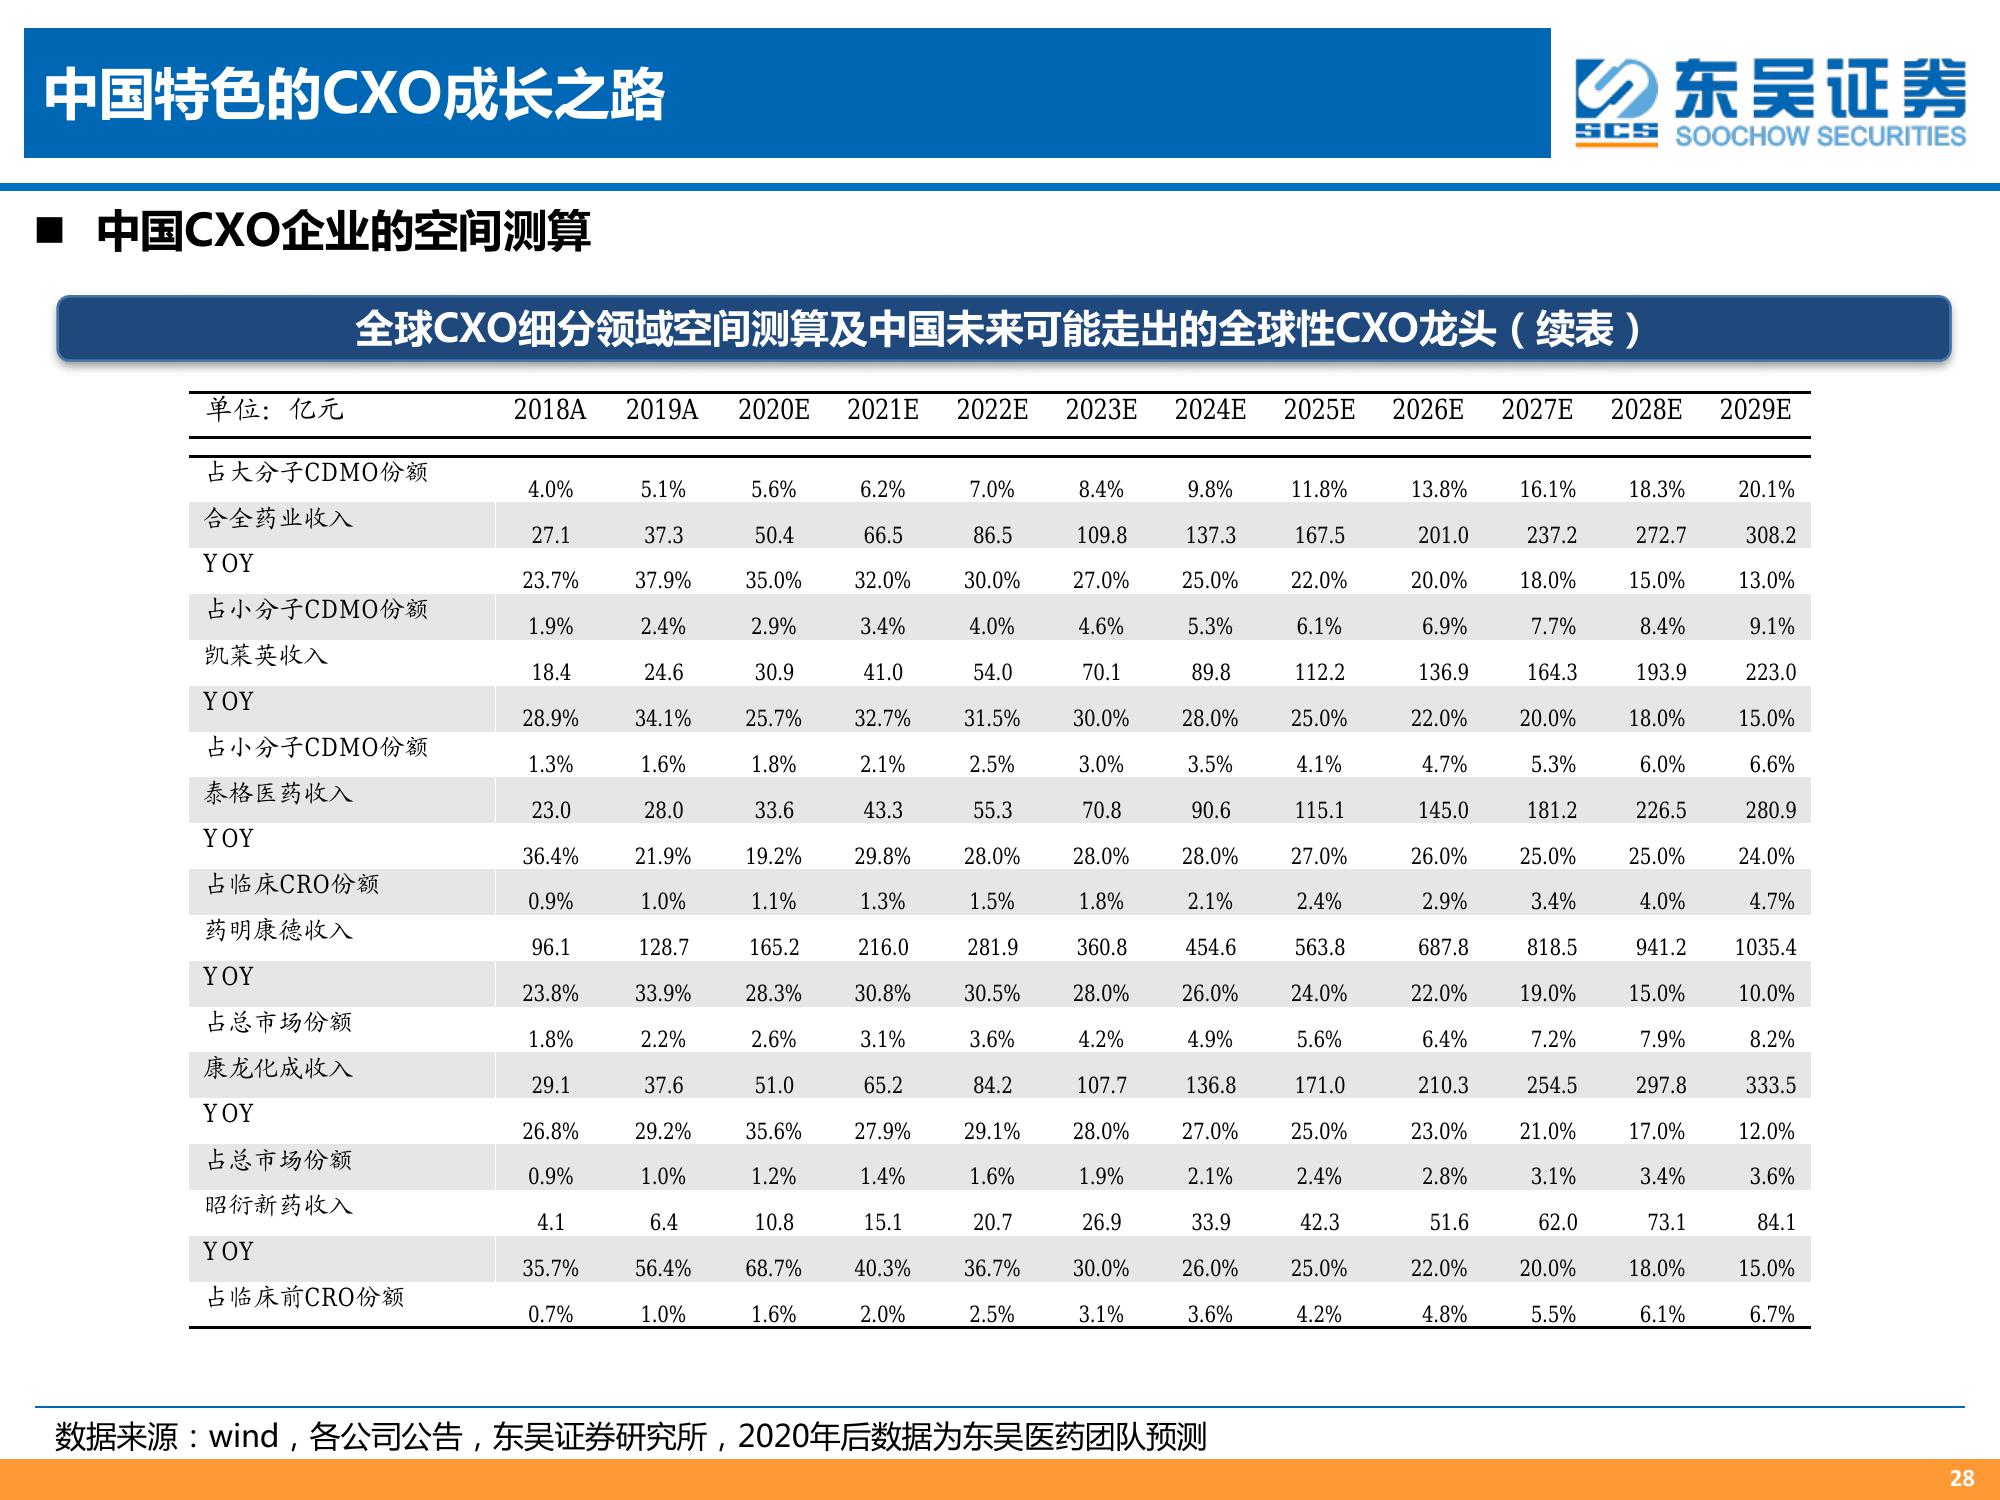 中国特色的CXO成长之路
SCS
东吴证券
SOOCHOW SECURITIES
■ 中国CXO企业的空间测算
全球CXO细分领域空间测算及中国未来可能走出的全球性CXO龙头（续表）
单位：亿元 2018A 2019A 2020E 2021E 2022E 2023E 2024E 2025E 2026E 2027E 2028E 2029E
占大分子CDMO份额 4.0% 5.1% 5.6% 6.2% 7.0% 8.4% 9.8% 11.8% 13.8% 16.1% 18.3% 20.1%
合全药业收入 27.1 37.3 50.4 66.5 86.5 109.8 137.3 167.5 201.0 237.2 272.7 308.2
YOY 23.7% 37.9% 35.0% 32.0% 30.0% 27.0% 25.0% 22.0% 20.0% 18.0% 15.0% 13.0%
占小分子CDMO份额 1.9% 2.4% 2.9% 3.4% 4.0% 4.6% 5.3% 6.1% 6.9% 7.7% 8.4% 9.1%
凯莱英收入 18.4 24.6 30.9 41.0 54.0 70.1 89.8 112.2 136.9 164.3 193.9 223.0
YOY 28.9% 34.1% 25.7% 32.7% 31.5% 30.0% 28.0% 25.0% 22.0% 20.0% 18.0% 15.0%
占小分子CDMO份额 1.3% 1.6% 1.8% 2.1% 2.5% 3.0% 3.5% 4.1% 4.7% 5.3% 6.0% 6.6%
泰格医药收入 23.0 28.0 33.6 43.3 55.3 70.8 90.6 115.1 145.0 181.2 226.5 280.9
YOY 36.4% 21.9% 19.2% 29.8% 28.0% 28.0% 28.0% 27.0% 26.0% 25.0% 25.0% 24.0%
占临床CRO份额 0.9% 1.0% 1.1% 1.3% 1.5% 1.8% 2.1% 2.4% 2.9% 3.4% 4.0% 4.7%
药明康德收入 96.1 128.7 165.2 216.0 281.9 360.8 454.6 563.8 687.8 818.5 941.2 1035.4
YOY 23.8% 33.9% 28.3% 30.8% 30.5% 28.0% 26.0% 24.0% 22.0% 19.0% 15.0% 10.0%
占总市场份额 1.8% 2.2% 2.6% 3.1% 3.6% 4.2% 4.9% 5.6% 6.4% 7.2% 7.9% 8.2%
康龙化成收入 29.1 37.6 51.0 65.2 84.2 107.7 136.8 171.0 210.3 254.5 297.8 333.5
YOY 26.8% 29.2% 35.6% 27.9% 29.1% 28.0% 27.0% 25.0% 23.0% 21.0% 17.0% 12.0%
占总市场份额 0.9% 1.0% 1.2% 1.4% 1.6% 1.9% 2.1% 2.4% 2.8% 3.1% 3.4% 3.6%
昭衍新药收入 4.1 6.4 10.8 15.1 20.7 26.9 33.9 42.3 51.6 62.0 73.1 84.1
YOY 35.7% 56.4% 68.7% 40.3% 36.7% 30.0% 26.0% 25.0% 22.0% 20.0% 18.0% 15.0%
占临床前CRO份额 0.7% 1.0% 1.6% 2.0% 2.5% 3.1% 3.6% 4.2% 4.8% 5.5% 6.1% 6.7%
数据来源：wind，各公司公告，东吴证券研究所，2020年后数据为东吴医药团队预测
28